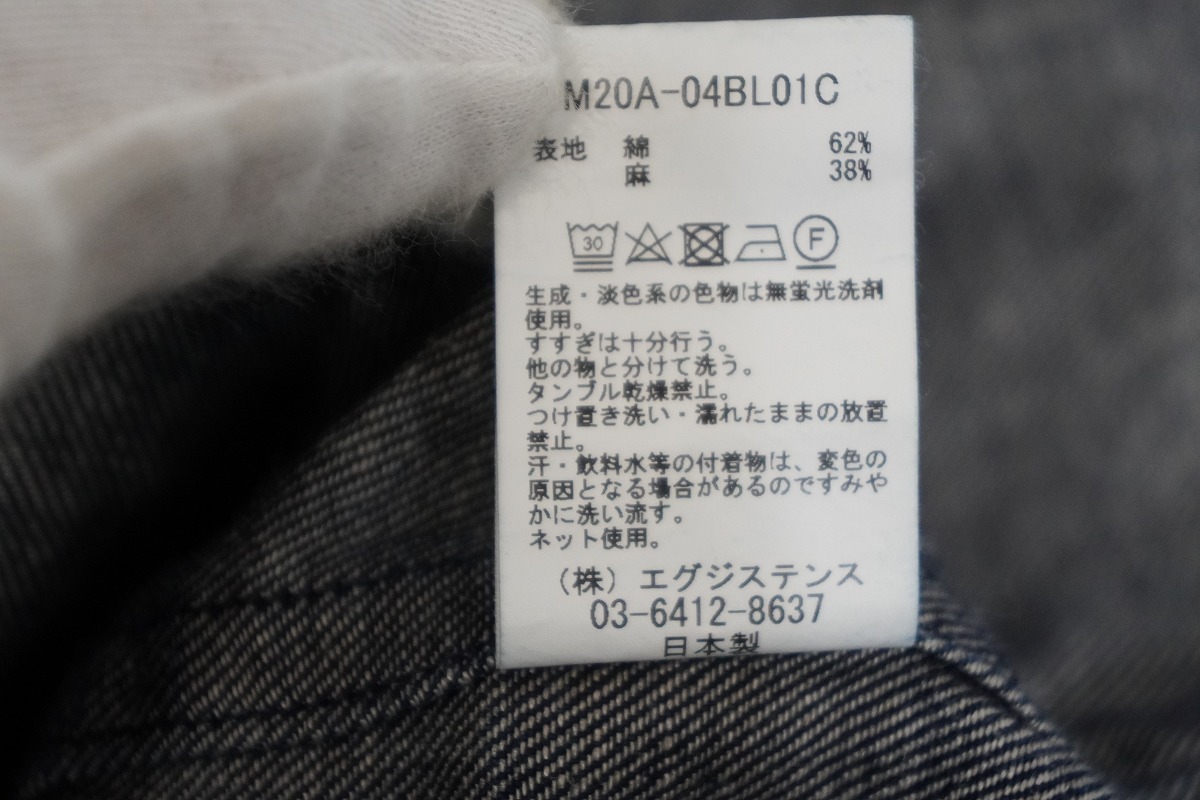 M20A-04BL01C
表地 綿 62%
麻 38%
30 F
生成・淡色系の色物は無蛍光洗剤
使用。
すすぎは十分行う。
他の物と分けて洗う。
タンブル乾燥禁止。
つけ置き洗い・濡れたままの放置
禁止。
汗・飲料水等の付着物は、変色の
原因となる場合があるのですみや
かに洗い流す。
ネット使用。
(株)エグジステンス
03-6412-8637
日本製